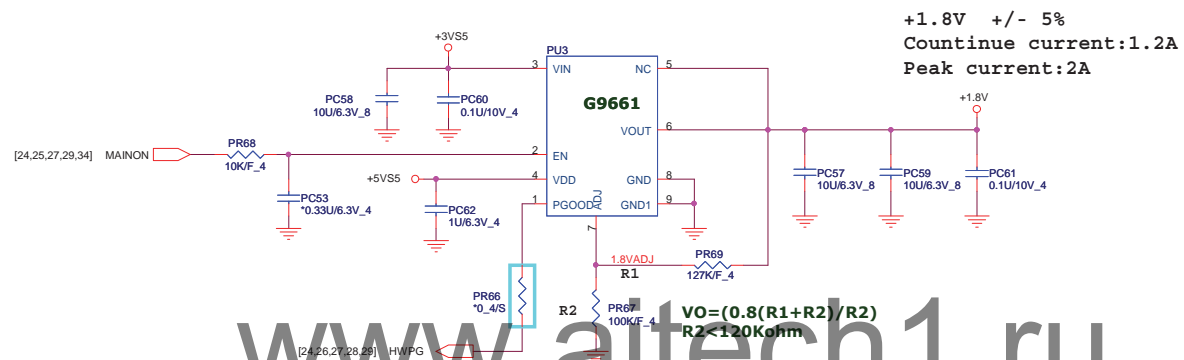 +1.8V +/- 5%
Countinue current:1.2A
Peak current:2A
+3VS5
PU3
3 VIN
NC 5
G9661
PC58
10U/6.3V_8
PC60
0.1U/10V_4
+1.8V
VOUT 6
[24,25,27,29,34] MAINON
PR68
10K/F_4
2 EN
+5VS5
4 VDD
GND 8
PC57
10U/6.3V_8
PC59
10U/6.3V_8
PC61
0.1U/10V_4
PC53
*0.33U/6.3V_4
PC62
1U/6.3V_4
1 PGOOD
ADJ
GND1 9
7
1.8VADJ
R1
PR69
127K/F_4
PR66
*0_4/S
R2
PR67
100K/F_4
VO=(0.8(R1+R2)/R2)
R2<120Kohm
[24,26,27,28,29] HWPG
www.aitech1.ru